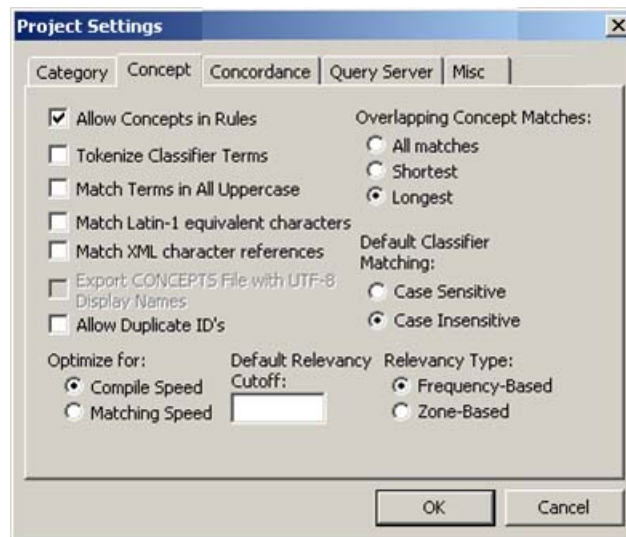 Project Settings
Category
Concept
Concordance
Query Server
Misc
Allow Concepts in Rules
Tokenize Classifier Terms
Match Terms in All Uppercase
Match Latin-1 equivalent characters
Match XML character references
Export CONCEPTS File with UTF-8
Display Names
Allow Duplicate ID's
Overlapping Concept Matches:
All matches
Shortest
Longest
Default Classifier
Matching:
Case Sensitive
Case Insensitive
Optimize for:
Compile Speed
Matching Speed
Default Relevancy
Cutoff:
Relevancy Type:
Frequency-Based
Zone-Based
OK
Cancel